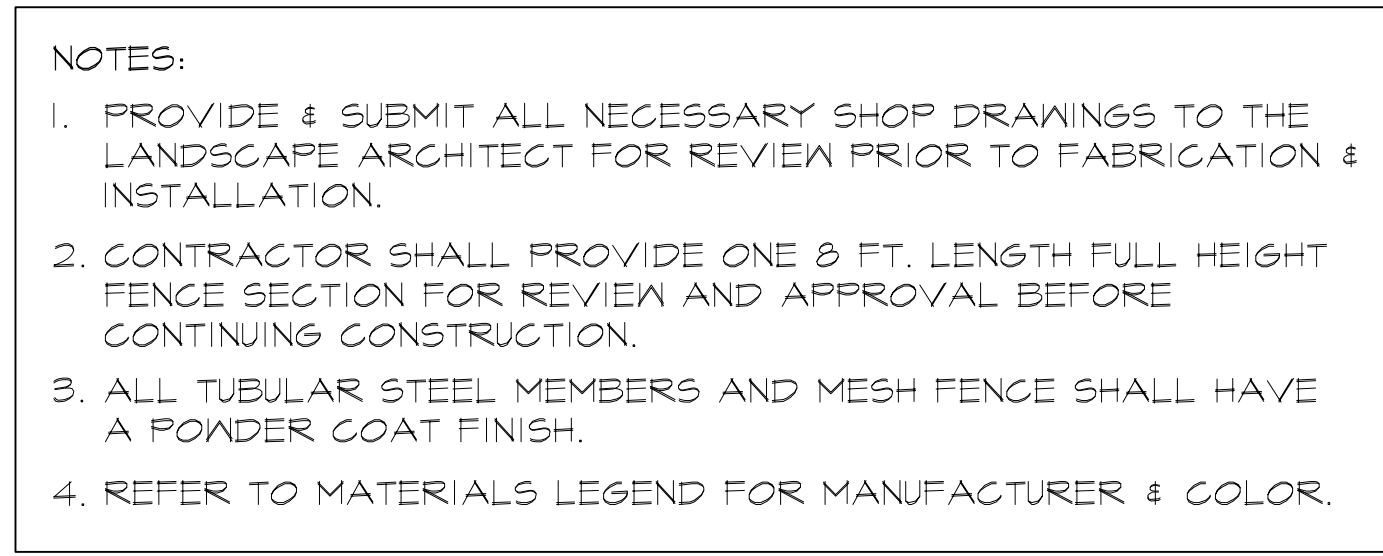 NOTES:
1. PROVIDE & SUBMIT ALL NECESSARY SHOP DRAWINGS TO THE
LANDSCAPE ARCHITECT FOR REVIEW PRIOR TO FABRICATION &
INSTALLATION.
2. CONTRACTOR SHALL PROVIDE ONE 8 FT. LENGTH FULL HEIGHT
FENCE SECTION FOR REVIEW AND APPROVAL BEFORE
CONTINUING CONSTRUCTION.
3. ALL TUBULAR STEEL MEMBERS AND MESH FENCE SHALL HAVE
A POWDER COAT FINISH.
4. REFER TO MATERIALS LEGEND FOR MANUFACTURER & COLOR.